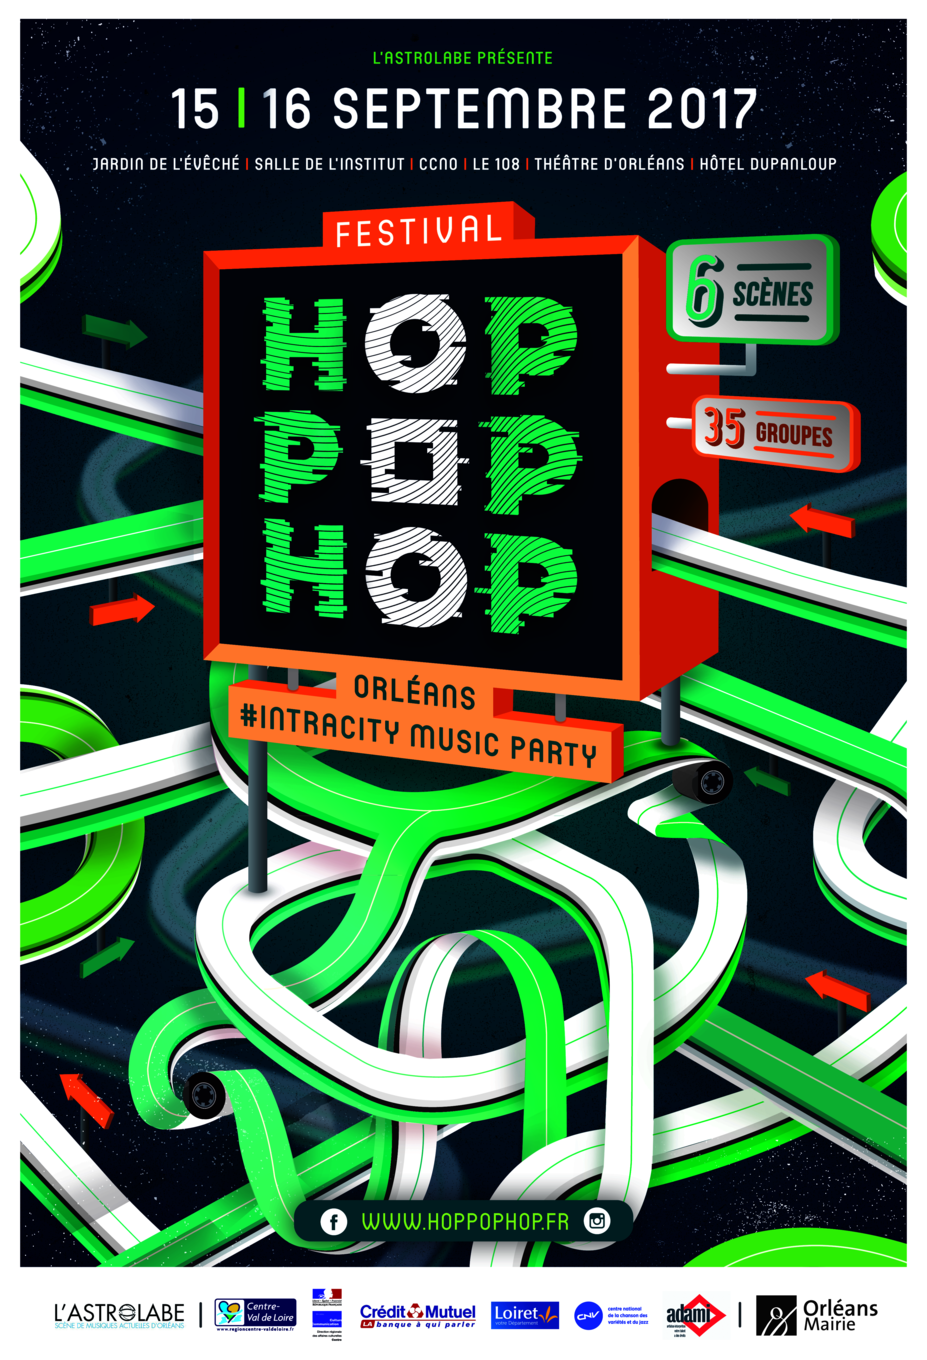 L'ASTROLABE PRÉSENTE
15 | 16 SEPTEMBRE 2017
JARDIN DE L'ÉVÊCHÉ | SALLE DE L'INSTITUT | CCNO | LE 108 | THÉÂTRE D'ORLÉANS | HÔTEL DUPANLOUP
FESTIVAL
HOP
POP
HOP
6 SCÈNES
35 GROUPES
ORLÉANS
#INTRACITY MUSIC PARTY
WWW.HOPPOPHOP.FR
L'ASTROLABE
SCÈNE DE MUSIQUES ACTUELLES D'ORLÉANS
Centre-
Val de Loire
www.regioncentre-valdeloire.fr
Crédit Mutuel
LA banque à qui parler
Loiret
CNV
centre national
de la chanson des
variétés et du jazz
adami
Orléans
Mairie